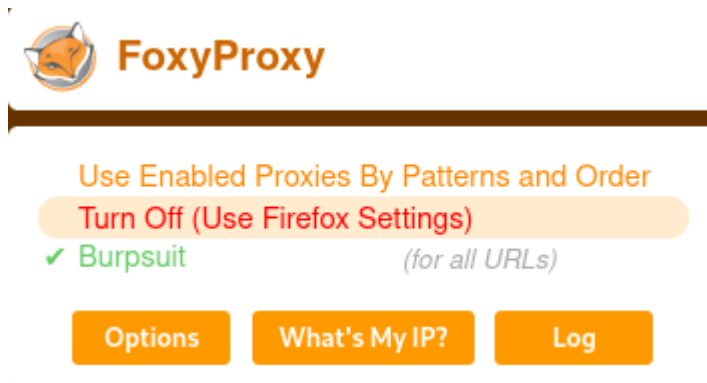 FoxyProxy
Use Enabled Proxies By Patterns and Order
Turn Off (Use Firefox Settings)
✔ Burpsuit (for all URLs)
Options What's My IP? Log